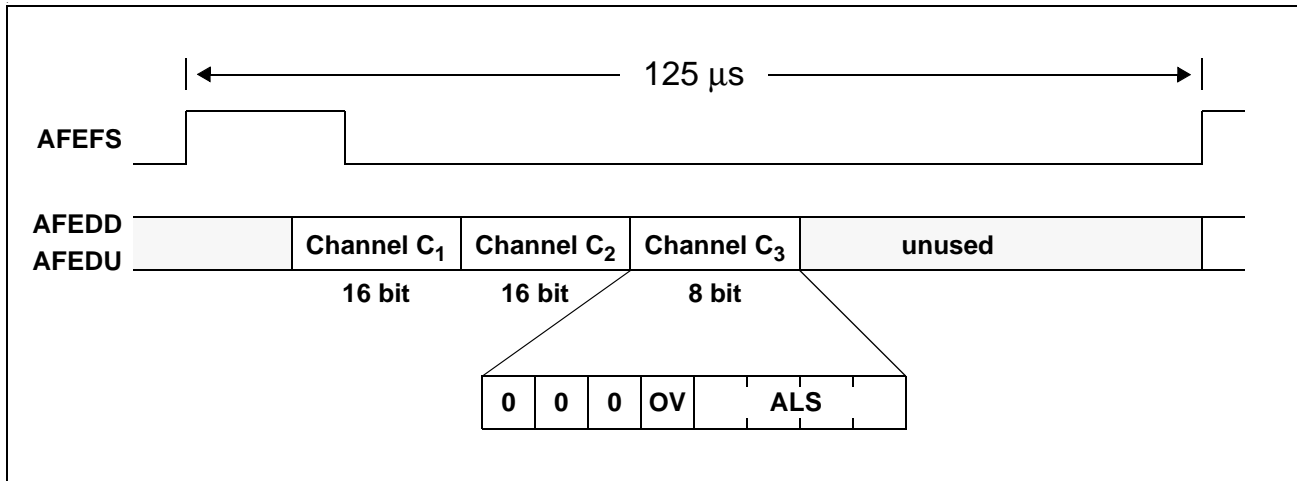 125 μs
AFEFS
AFEDD
AFEDU
Channel C₁ Channel C₂ Channel C₃ unused
16 bit 16 bit 8 bit
0 0 0 OV ALS